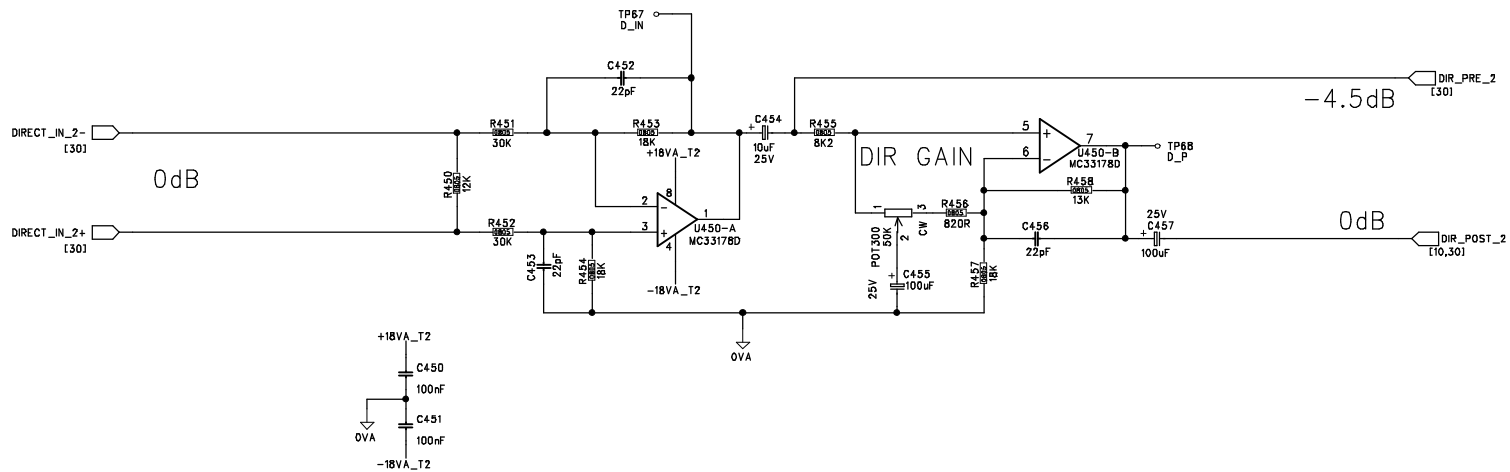 TP67
D_IN
C452
22pF
DIR_PRE_2
[30]
-4.5dB
DIRECT_IN_2-
[30]
R451
0805
30K
R453
0805
18K
+18VA_T2
C454
+
10uF
25V
R455
0805
8K2
5
+
6
-
7
U450-B
MC33178D
TP68
D_P
DIR GAIN
0dB
R450
0805
12K
R458
0805
13K
8
2
-
3
+
1
4
U450-A
MC33178D
-18VA_T2
1
3
2
CW
POT300
50K
R456
0805
820R
C456
22pF
25V
C457
+
100uF
0dB
DIR_POST_2
[10,30]
DIRECT_IN_2+
[30]
R452
0805
30K
C453
22pF
R454
0805
18K
25V
+
C455
100uF
R457
0805
18K
0VA
+18VA_T2
C450
100nF
0VA
C451
100nF
-18VA_T2